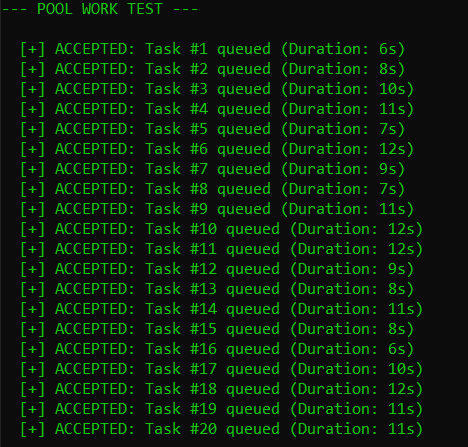 --- POOL WORK TEST ---
[+] ACCEPTED: Task #1 queued (Duration: 6s)
[+] ACCEPTED: Task #2 queued (Duration: 8s)
[+] ACCEPTED: Task #3 queued (Duration: 10s)
[+] ACCEPTED: Task #4 queued (Duration: 11s)
[+] ACCEPTED: Task #5 queued (Duration: 7s)
[+] ACCEPTED: Task #6 queued (Duration: 12s)
[+] ACCEPTED: Task #7 queued (Duration: 9s)
[+] ACCEPTED: Task #8 queued (Duration: 7s)
[+] ACCEPTED: Task #9 queued (Duration: 11s)
[+] ACCEPTED: Task #10 queued (Duration: 12s)
[+] ACCEPTED: Task #11 queued (Duration: 12s)
[+] ACCEPTED: Task #12 queued (Duration: 9s)
[+] ACCEPTED: Task #13 queued (Duration: 8s)
[+] ACCEPTED: Task #14 queued (Duration: 11s)
[+] ACCEPTED: Task #15 queued (Duration: 8s)
[+] ACCEPTED: Task #16 queued (Duration: 6s)
[+] ACCEPTED: Task #17 queued (Duration: 10s)
[+] ACCEPTED: Task #18 queued (Duration: 12s)
[+] ACCEPTED: Task #19 queued (Duration: 11s)
[+] ACCEPTED: Task #20 queued (Duration: 11s)